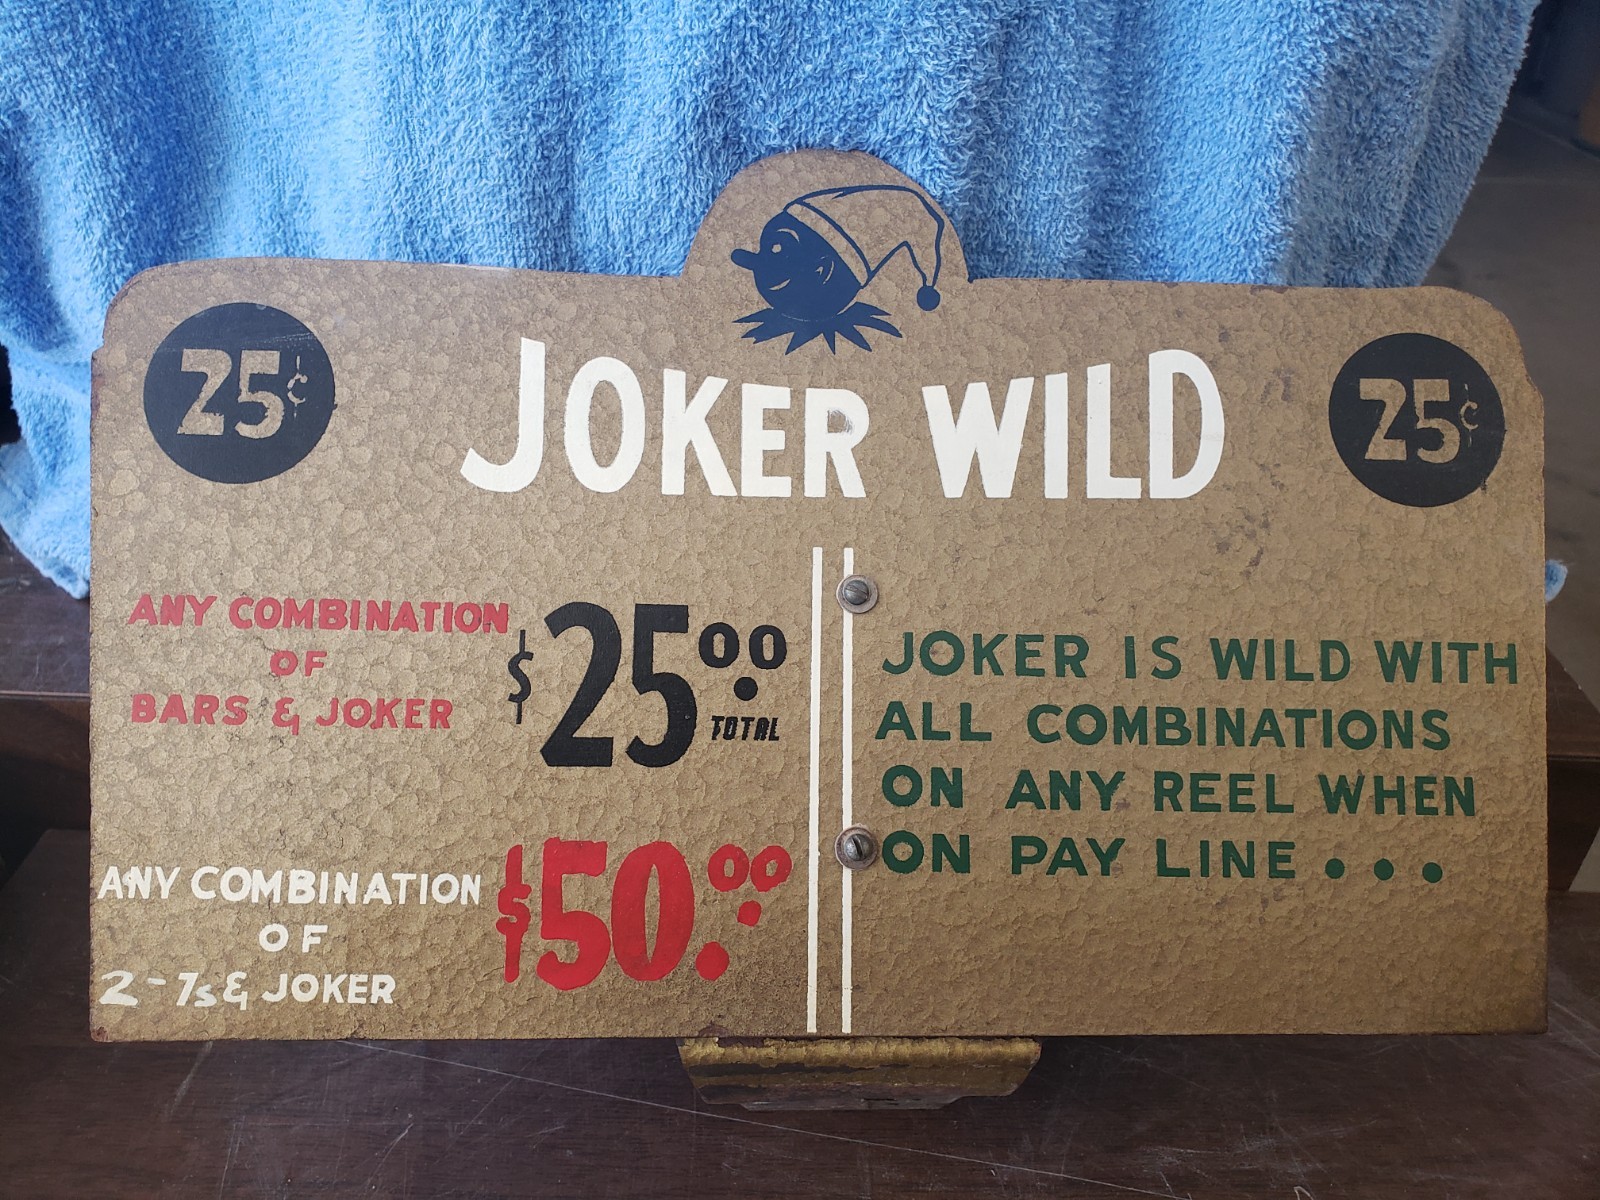 25¢
JOKER WILD
25¢
ANY COMBINATION
OF
BARS & JOKER
$25.00
TOTAL
ANY COMBINATION
OF
2-7s & JOKER
$50.00
JOKER IS WILD WITH
ALL COMBINATIONS
ON ANY REEL WHEN
ON PAY LINE...